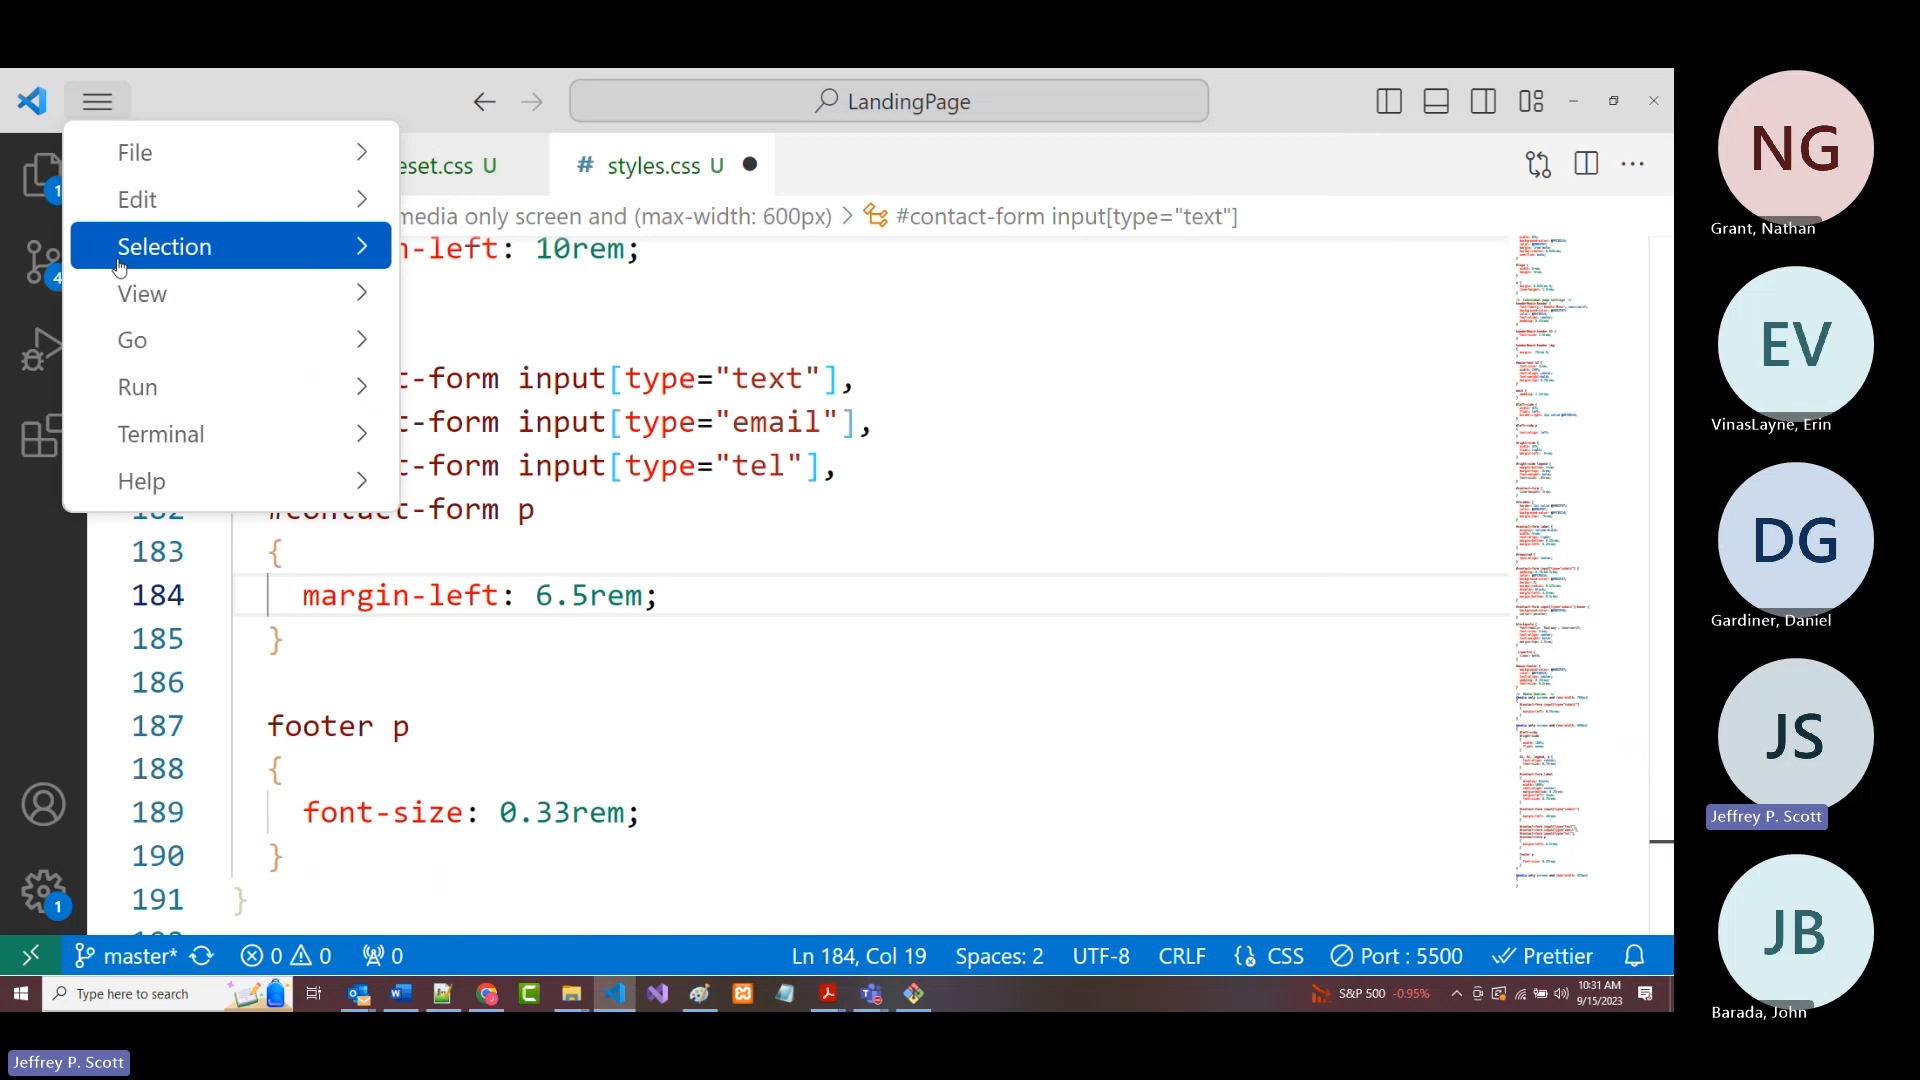 LandingPage
File
Edit
Selection
View
Go
Run
Terminal
Help
eset.css U
# styles.css U
media only screen and (max-width: 600px) > #contact-form input[type="text"]
n-left: 10rem;
t-form input[type="text"],
t-form input[type="email"],
t-form input[type="tel"],
182 #contact-form p
183 {
184 margin-left: 6.5rem;
185 }
186
187 footer p
188 {
189 font-size: 0.33rem;
190 }
191 }
1
4
1
master* 0 0 0 Ln 184, Col 19 Spaces: 2 UTF-8 CRLF CSS Port : 5500 Prettier
Type here to search
S&P 500 -0.95%
10:31 AM
9/15/2023
Jeffrey P. Scott
NG
Grant, Nathan
EV
VinasLayne, Erin
DG
Gardiner, Daniel
JS
Jeffrey P. Scott
JB
Barada, John